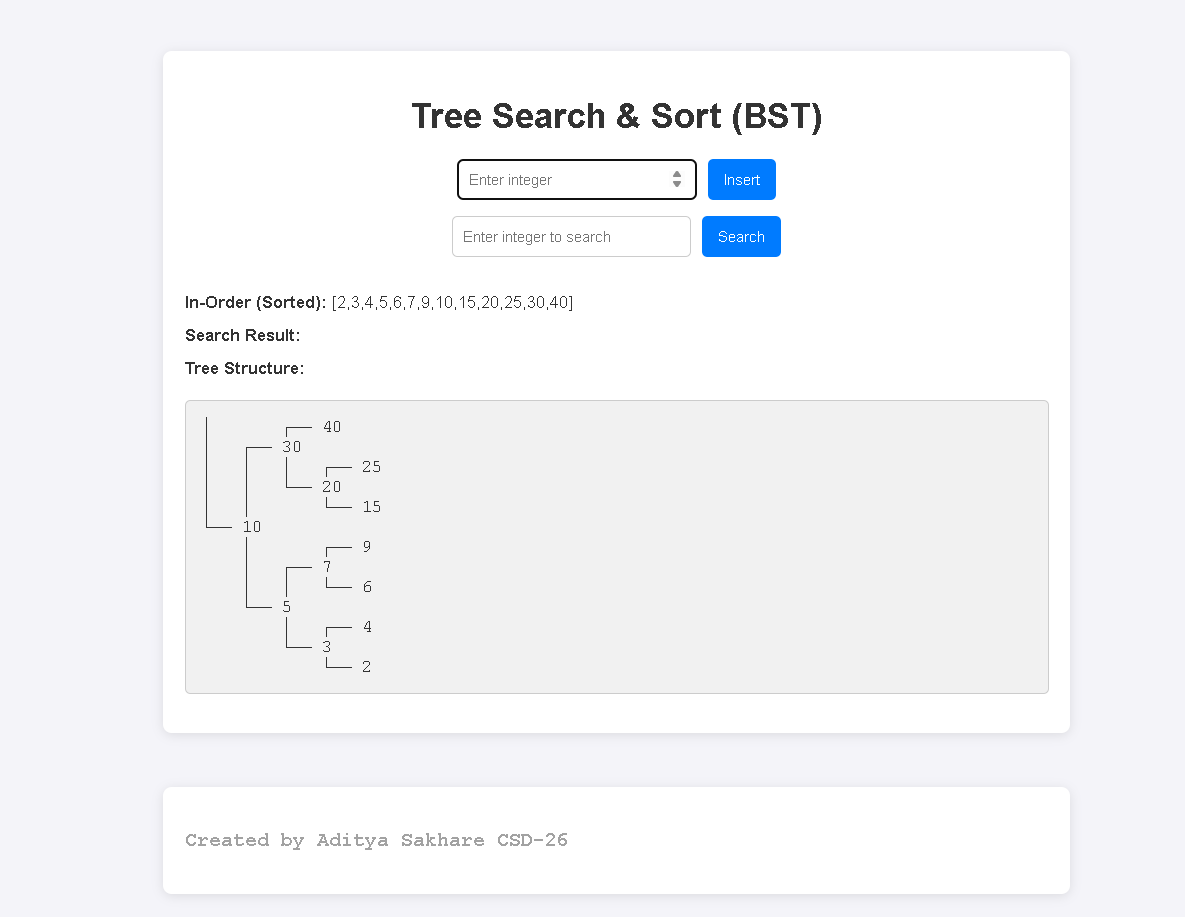 Tree Search & Sort (BST)
Enter integer Insert
Enter integer to search Search
In-Order (Sorted): [2,3,4,5,6,7,9,10,15,20,25,30,40]
Search Result:
Tree Structure:
40
30
25
20
15
10
9
7
6
5
4
3
2
Created by Aditya Sakhare CSD-26